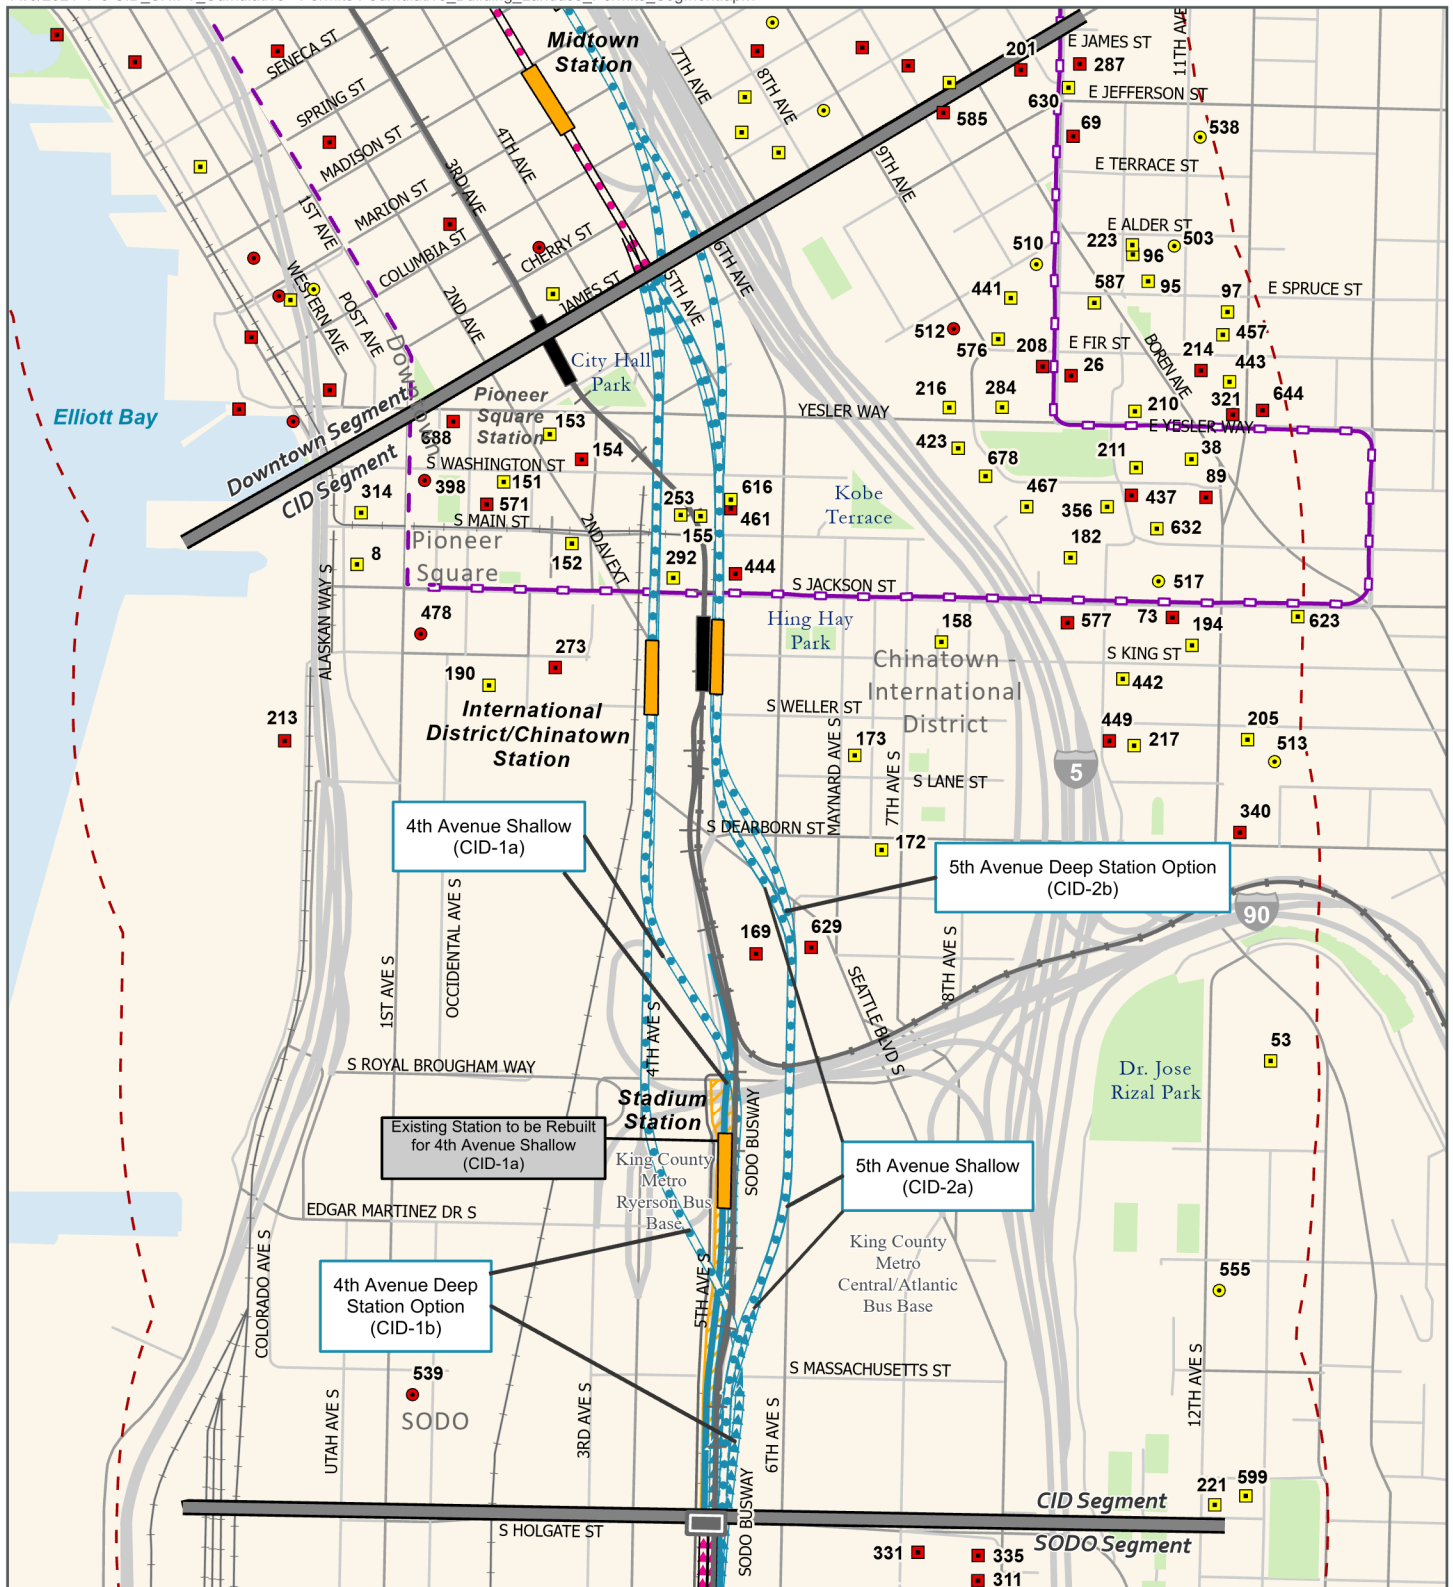 Midtown
Station
SENECA ST
SPRING ST
MADISON ST
MARION ST
COLUMBIA ST
CHERRY ST
JAMES ST
1ST AVE
WESTERN AVE
POST AVE
2ND AVE
3RD AVE
4TH AVE
5TH AVE
6TH AVE
7TH AVE
8TH AVE
9TH AVE
11TH AVE
201
E JAMES ST
287
630
E JEFFERSON ST
585
69
538
E TERRACE ST
E ALDER ST
223
96
503
510
95
587
441
97
E SPRUCE ST
512
576
208
E FIR ST
26
BOREN AVE
457
214
443
216
284
210
321
644
YESLER WAY
E YESLER WAY
City Hall
Park
Downtown
Elliott Bay
Downtown Segment
CID Segment
Pioneer
Square
Station
153
688
154
S WASHINGTON ST
398
151
571
314
S MAIN ST
8
152
2ND AV EXT
Pioneer
Square
253
155
616
461
292
444
Kobe
Terrace
423
678
467
356
211
38
89
437
632
182
517
S JACKSON ST
Hing Hay
Park
ALASKAN WAY S
478
273
190
213
International
District/Chinatown
Station
158
Chinatown -
International
District
577
73
194
623
S KING ST
442
S WELLER ST
MAYNARD AVE S
173
7TH AVE S
449
217
205
513
5
S LANE ST
340
4th Avenue Shallow
(CID-1a)
S DEARBORN ST
172
5th Avenue Deep Station Option
(CID-2b)
90
OCCIDENTAL AVE S
1ST AVE S
169
629
8TH AVE S
SEATTLE BLVD S
4TH AVE S
53
S ROYAL BROUGHAM WAY
Dr. Jose
Rizal Park
Stadium
Station
SODO BUSWAY
Existing Station to be Rebuilt
for 4th Avenue Shallow
(CID-1a)
King County
Metro
Ryerson Bus
Base
5th Avenue Shallow
(CID-2a)
EDGAR MARTINEZ DR S
COLORADO AVE S
5TH AVE S
King County
Metro
Central/Atlantic
Bus Base
555
4th Avenue Deep
Station Option
(CID-1b)
539
SODO
UTAH AVE S
3RD AVE S
S MASSACHUSETTS ST
6TH AVE S
12TH AVE S
221
599
CID Segment
SODO Segment
S HOLGATE ST
SODO BUSWAY
331
335
311